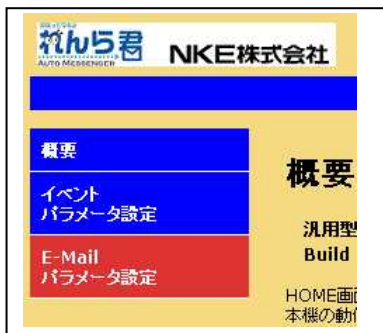 れんら君
AUTO MESSENGER
NKE株式会社
概要
イベント
パラメータ設定
E-Mail
パラメータ設定
概要
汎用型
Build
HOME画
本機の動